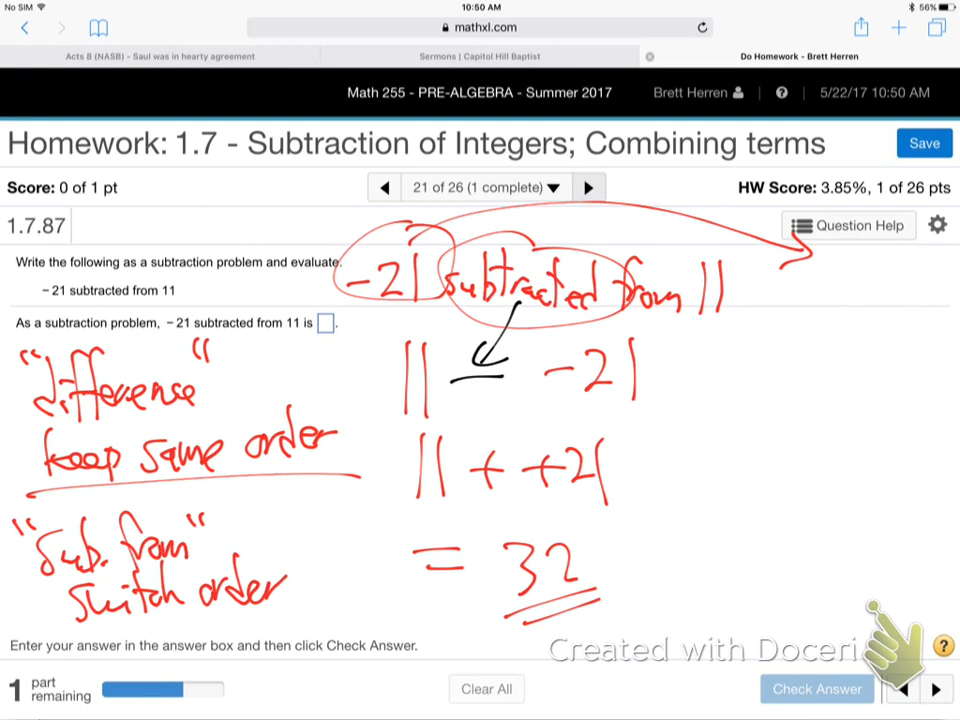 No SIM
10:50 AM
56%
mathxl.com
Acts 8 (NASB) - Saul was in hearty agreement
Sermons | Capitol Hill Baptist
Do Homework - Brett Herren
Math 255 - PRE-ALGEBRA - Summer 2017
Brett Herren
?
5/22/17 10:50 AM
Homework: 1.7 - Subtraction of Integers; Combining terms
Save
Score: 0 of 1 pt
21 of 26 (1 complete)
HW Score: 3.85%, 1 of 26 pts
1.7.87
Question Help
Write the following as a subtraction problem and evaluate.
-21 subtracted from 11
− 21 subtracted from 11
As a subtraction problem, − 21 subtracted from 11 is .
"difference"
11 - -21
keep same order
11 + +21
"sub. from"
switch order
= 32
Enter your answer in the answer box and then click Check Answer.
Created with Doceri
?
1 part remaining
Clear All
Check Answer